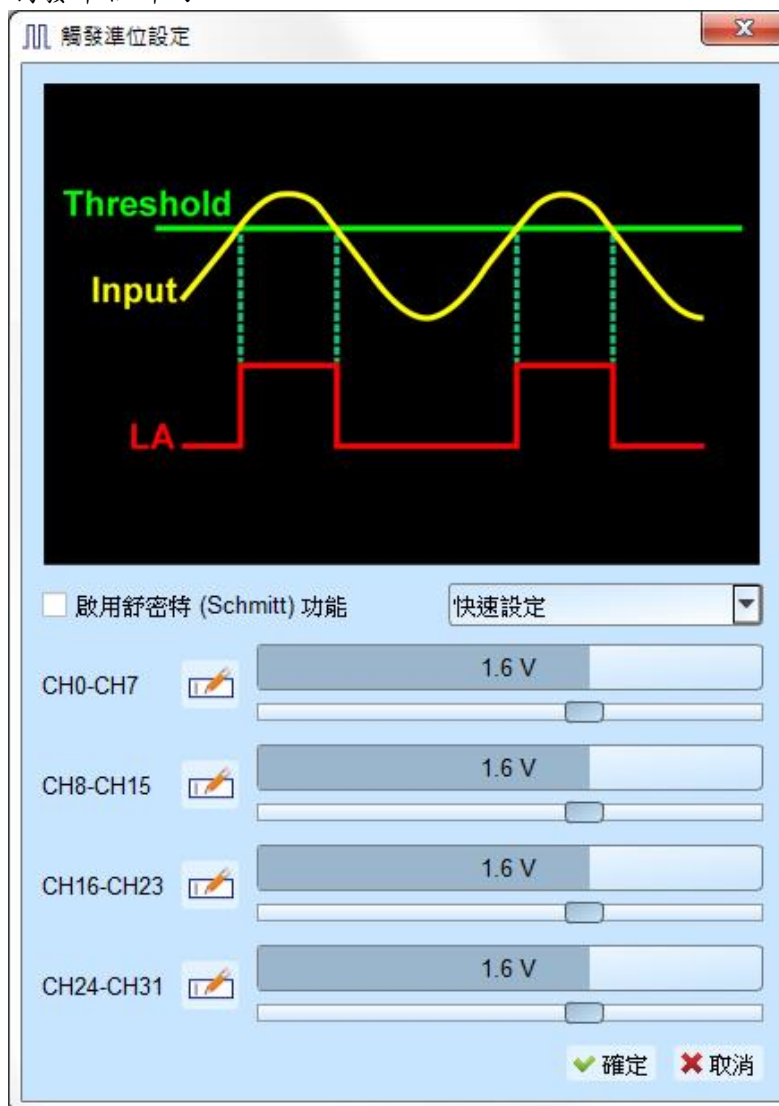 觸發準位設定
Threshold
Input
LA
啟用舒密特 (Schmitt) 功能
快速設定
CH0-CH7
1.6 V
CH8-CH15
1.6 V
CH16-CH23
1.6 V
CH24-CH31
1.6 V
確定
取消